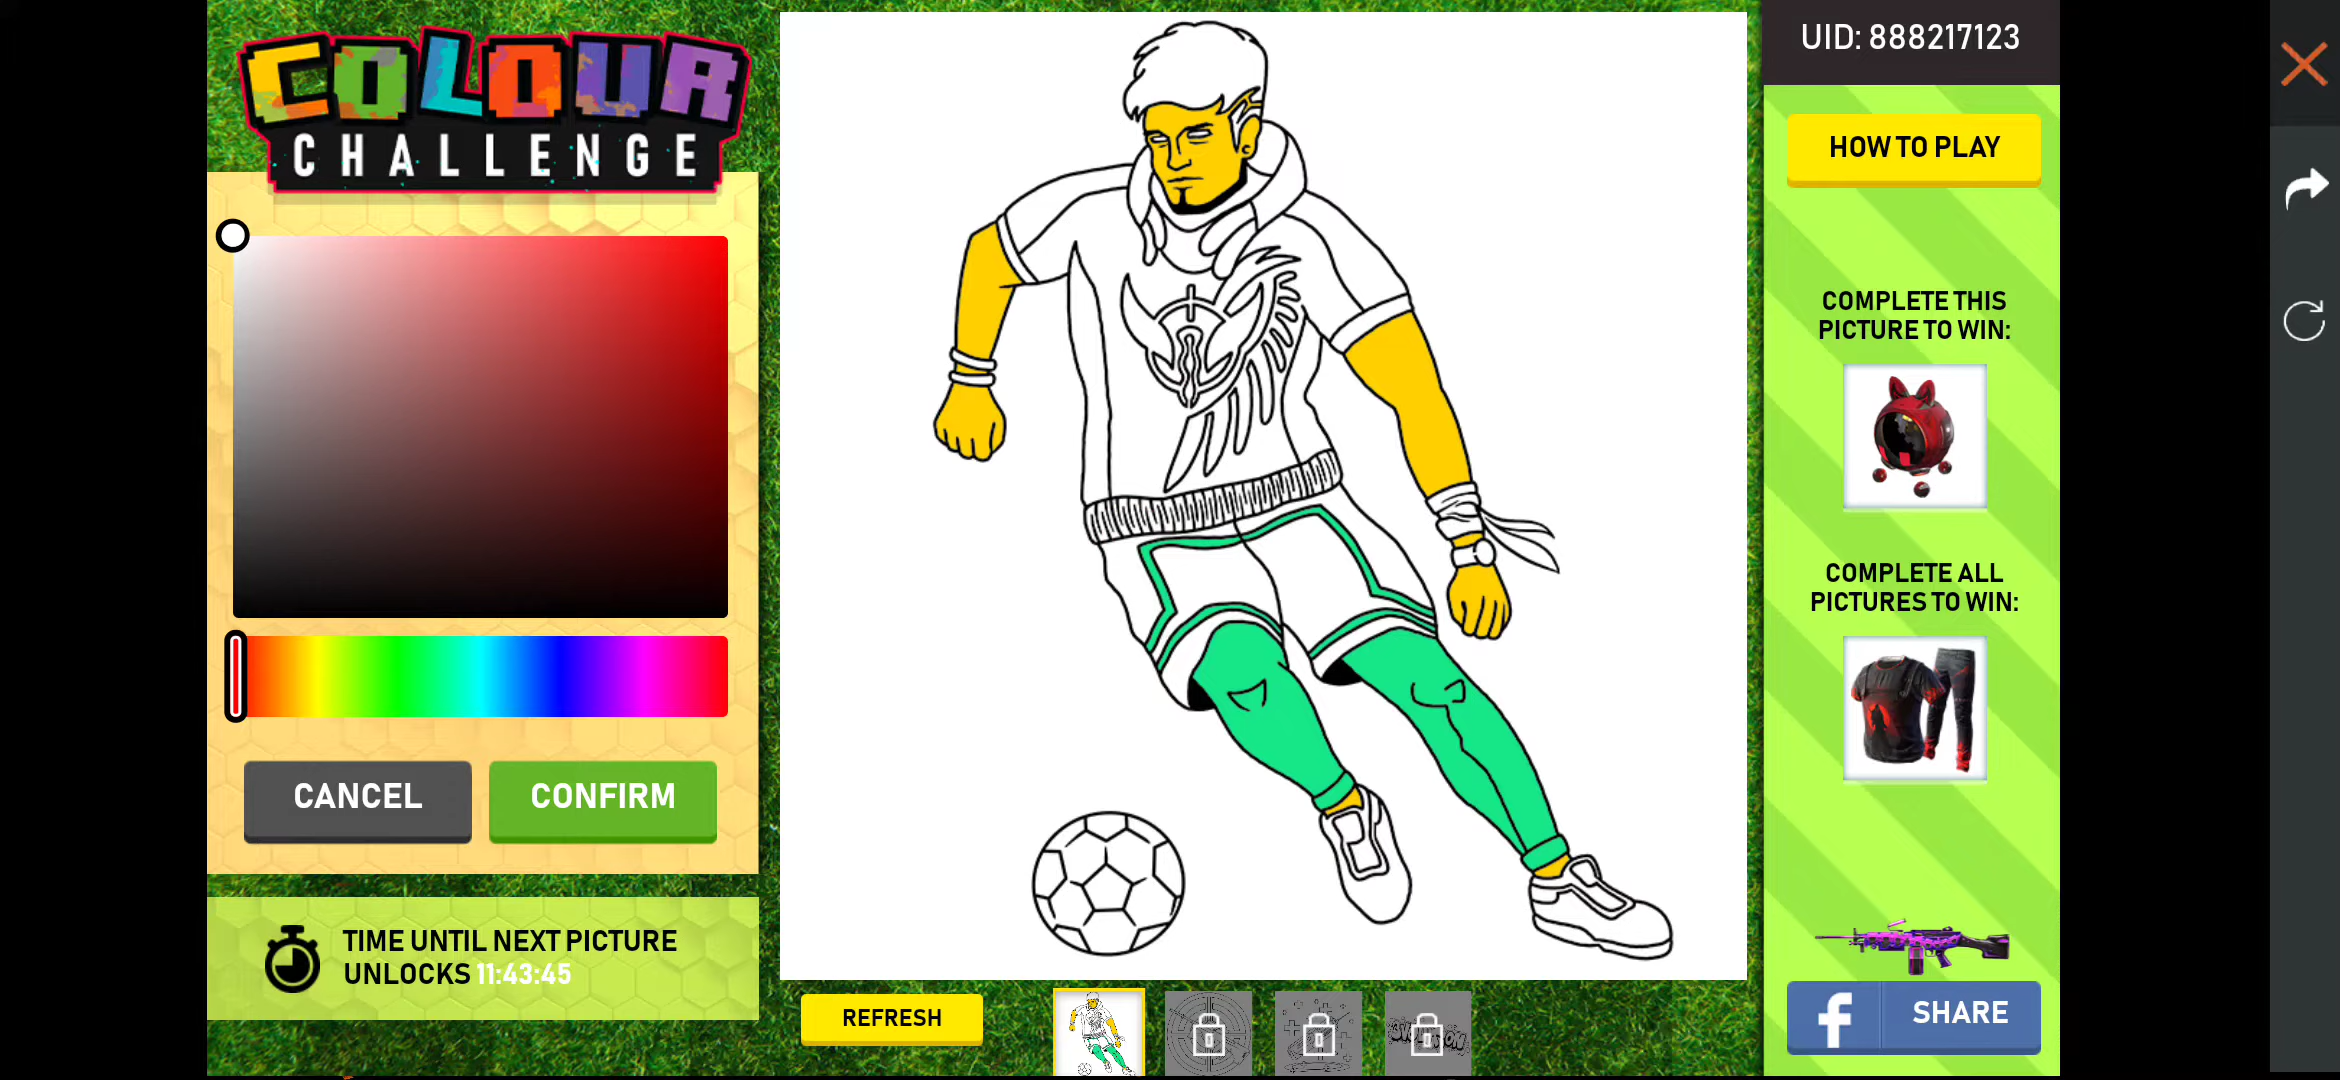 COLOUR
CHALLENGE
CANCEL
CONFIRM
TIME UNTIL NEXT PICTURE
UNLOCKS 11:43:45
REFRESH
UID: 888217123
HOW TO PLAY
COMPLETE THIS
PICTURE TO WIN:
COMPLETE ALL
PICTURES TO WIN:
f SHARE